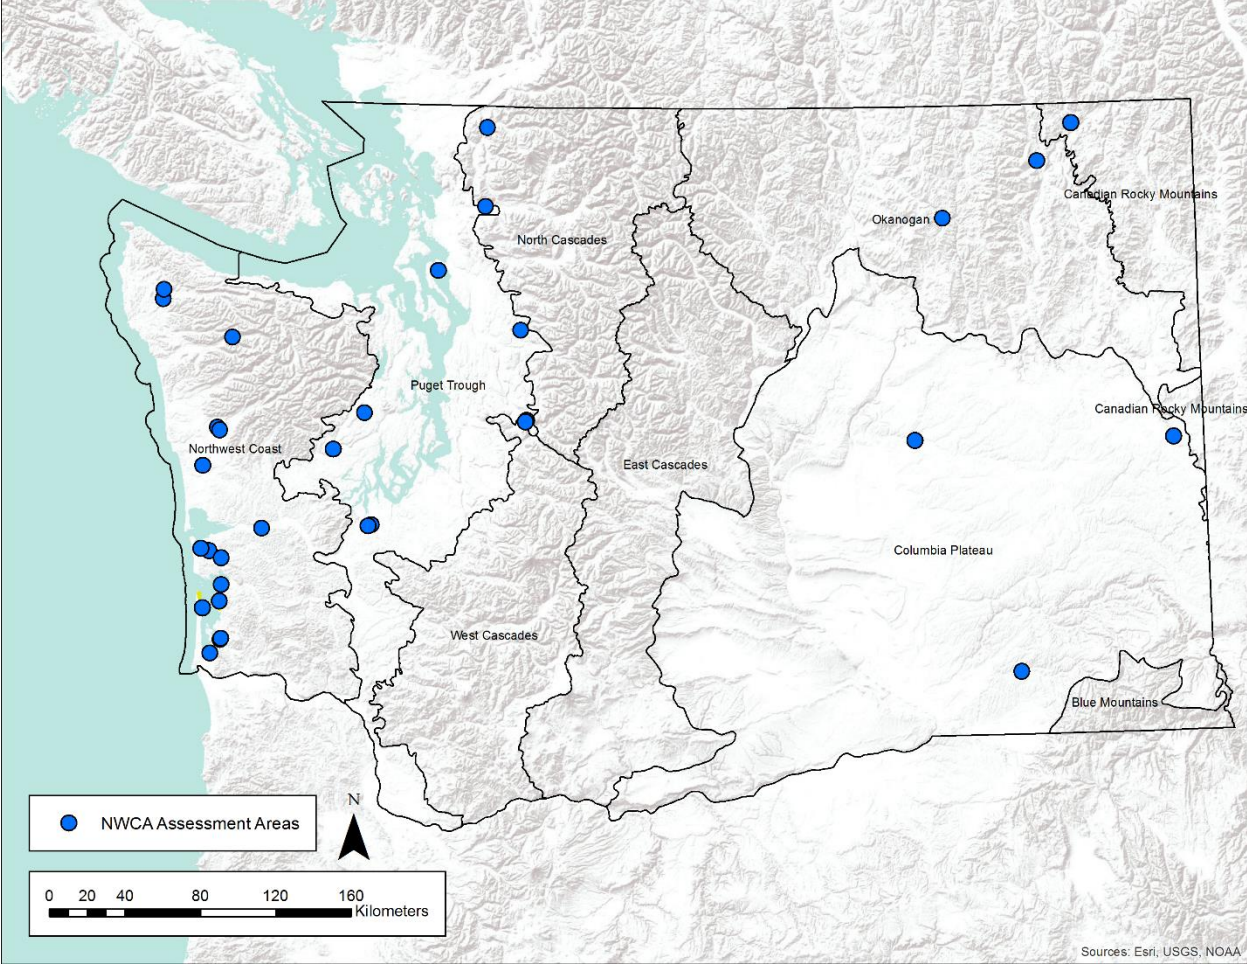 Canadian Rocky Mountains
Okanogan
North Cascades
Puget Trough
Canadian Rocky Mountains
Northwest Coast
East Cascades
Columbia Plateau
West Cascades
Blue Mountains
N
NWCA Assessment Areas
0 20 40 80 120 160
Kilometers
Sources: Esri, USGS, NOAA